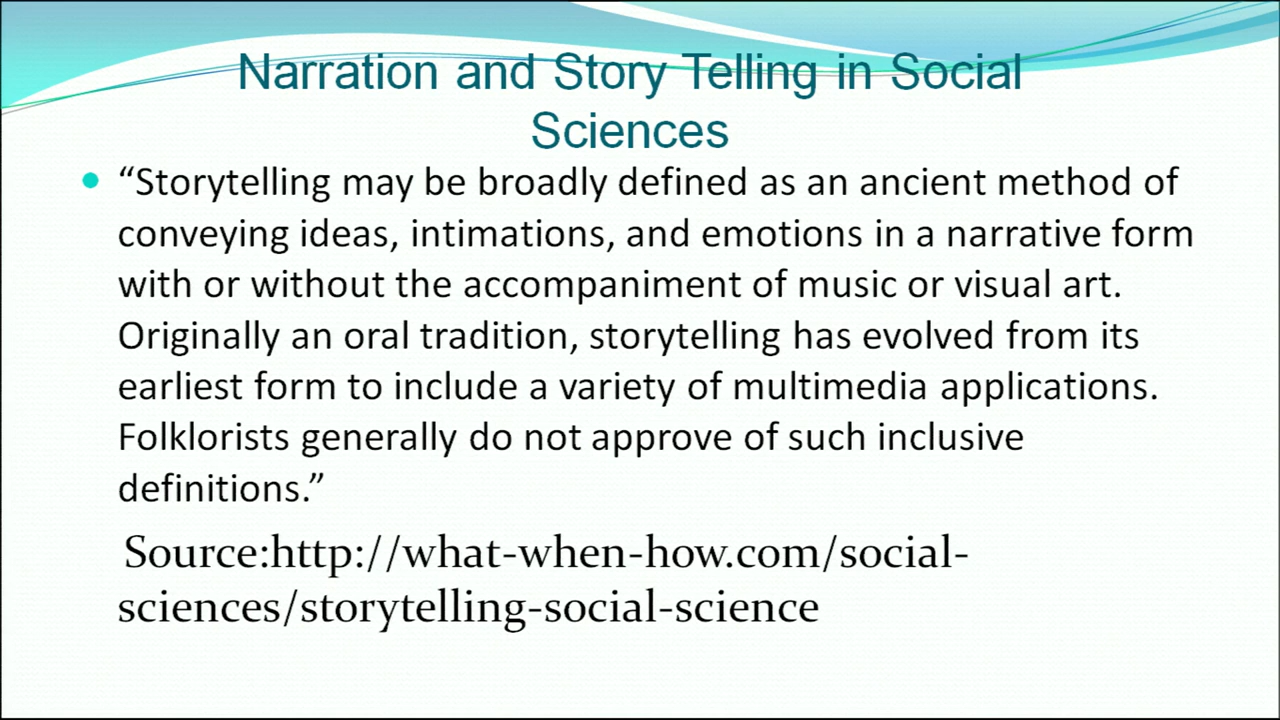 Narration and Story Telling in Social
Sciences
“Storytelling may be broadly defined as an ancient method of
conveying ideas, intimations, and emotions in a narrative form
with or without the accompaniment of music or visual art.
Originally an oral tradition, storytelling has evolved from its
earliest form to include a variety of multimedia applications.
Folklorists generally do not approve of such inclusive
definitions.”
Source:http://what-when-how.com/social-
sciences/storytelling-social-science